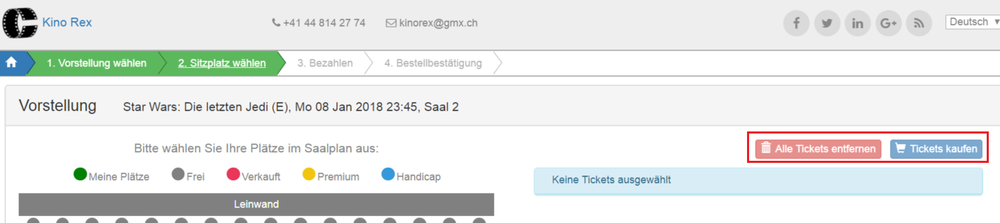 Kino Rex
+41 44 814 27 74
kinorex@gmx.ch
Deutsch
1. Vorstellung wählen
2. Sitzplatz wählen
3. Bezahlen
4. Bestellbestätigung
Vorstellung
Star Wars: Die letzten Jedi (E), Mo 08 Jan 2018 23:45, Saal 2
Bitte wählen Sie Ihre Plätze im Saalplan aus:
Alle Tickets entfernen
Tickets kaufen
Meine Plätze
Frei
Verkauft
Premium
Handicap
Keine Tickets ausgewählt
Leinwand